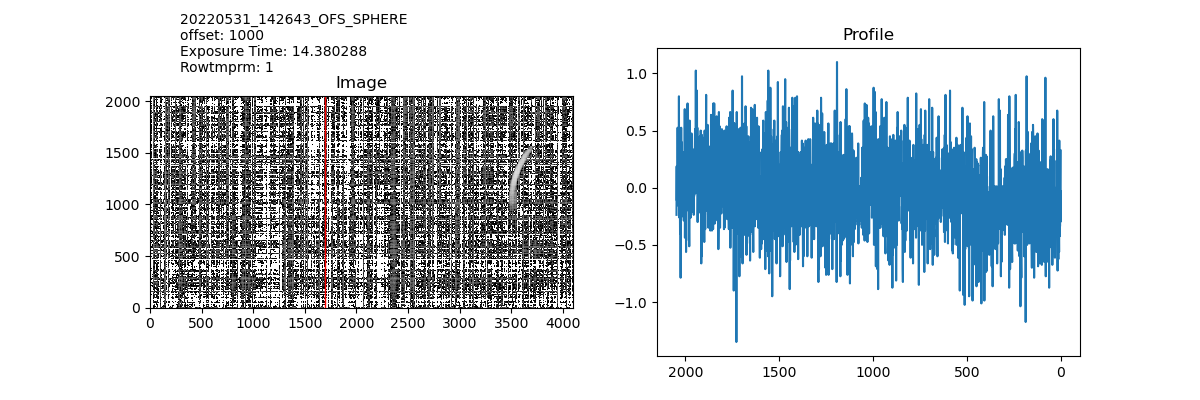 20220531_142643_OFS_SPHERE
offset: 1000
Exposure Time: 14.380288
Rowtmprm: 1
Image
2000
1500
1000
500
0
0 500 1000 1500 2000 2500 3000 3500 4000
Profile
1.0
0.5
0.0
−0.5
−1.0
2000 1500 1000 500 0